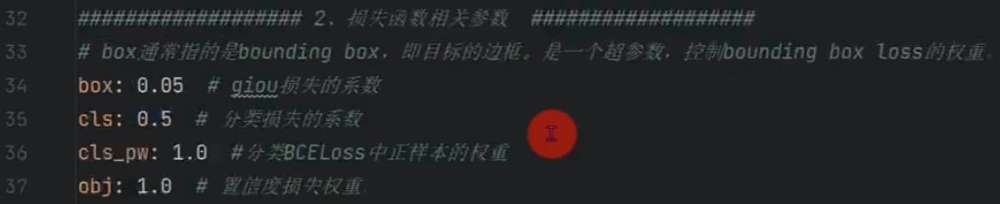 32 ################### 2、损失函数相关参数 ###################
33 # box通常指的是bounding box，即目标的边框。是一个超参数，控制bounding box loss的权重。
34 box: 0.05 # giou损失的系数
35 cls: 0.5 # 分类损失的系数
36 cls_pw: 1.0 #分类BCELoss中正样本的权重
37 obj: 1.0 # 置信度损失权重